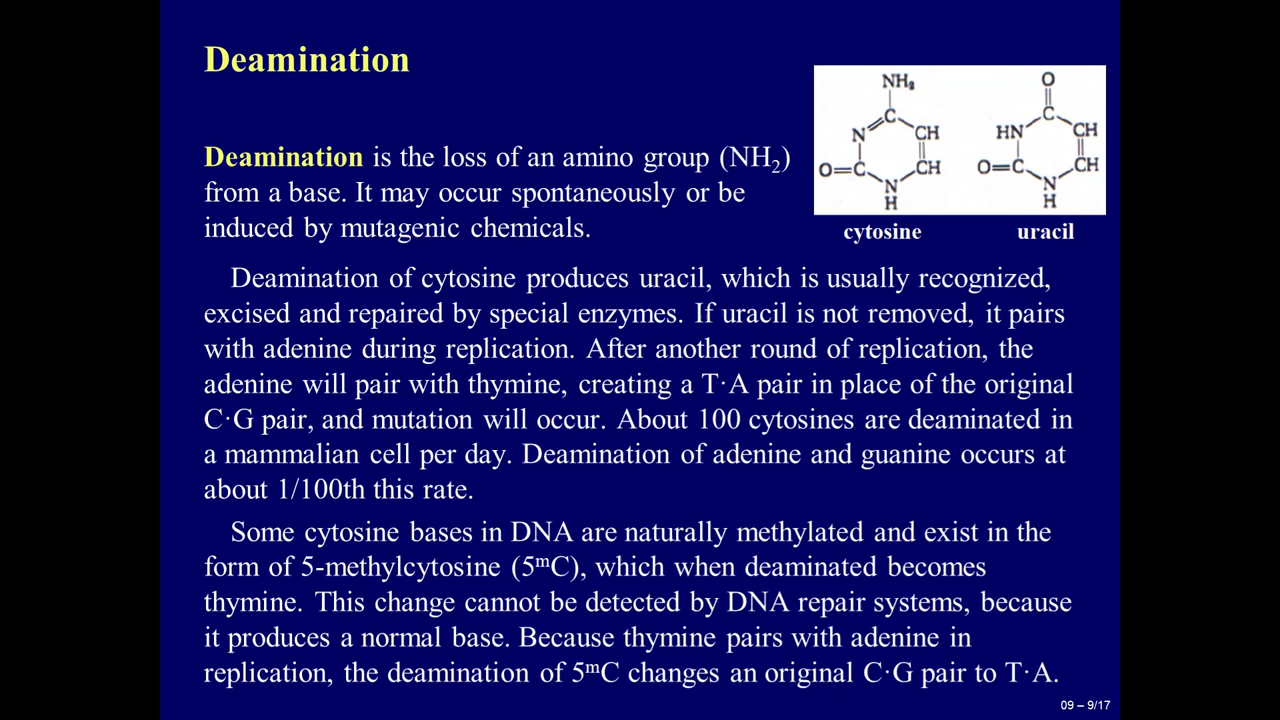 Deamination
Deamination is the loss of an amino group (NH₂)
from a base. It may occur spontaneously or be
induced by mutagenic chemicals.
NH₂
C
N
CH
O=C
CH
N
H
O
C
HN
CH
O=C
CH
N
H
cytosine
uracil
Deamination of cytosine produces uracil, which is usually recognized,
excised and repaired by special enzymes. If uracil is not removed, it pairs
with adenine during replication. After another round of replication, the
adenine will pair with thymine, creating a T·A pair in place of the original
C·G pair, and mutation will occur. About 100 cytosines are deaminated in
a mammalian cell per day. Deamination of adenine and guanine occurs at
about 1/100th this rate.
Some cytosine bases in DNA are naturally methylated and exist in the
form of 5-methylcytosine (5ᵐC), which when deaminated becomes
thymine. This change cannot be detected by DNA repair systems, because
it produces a normal base. Because thymine pairs with adenine in
replication, the deamination of 5ᵐC changes an original C·G pair to T·A.
09 – 9/17